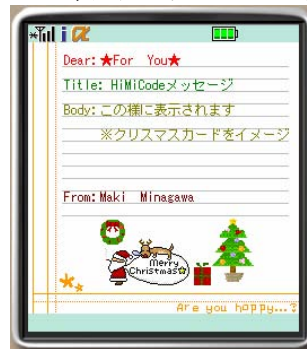 iα
Dear: ★For You★
Title: HiMiCodeメッセージ
Body: この様に表示されます
※クリスマスカードをイメージ
From: Maki Minagawa
Merry
Christmas☆
Are you happy...?